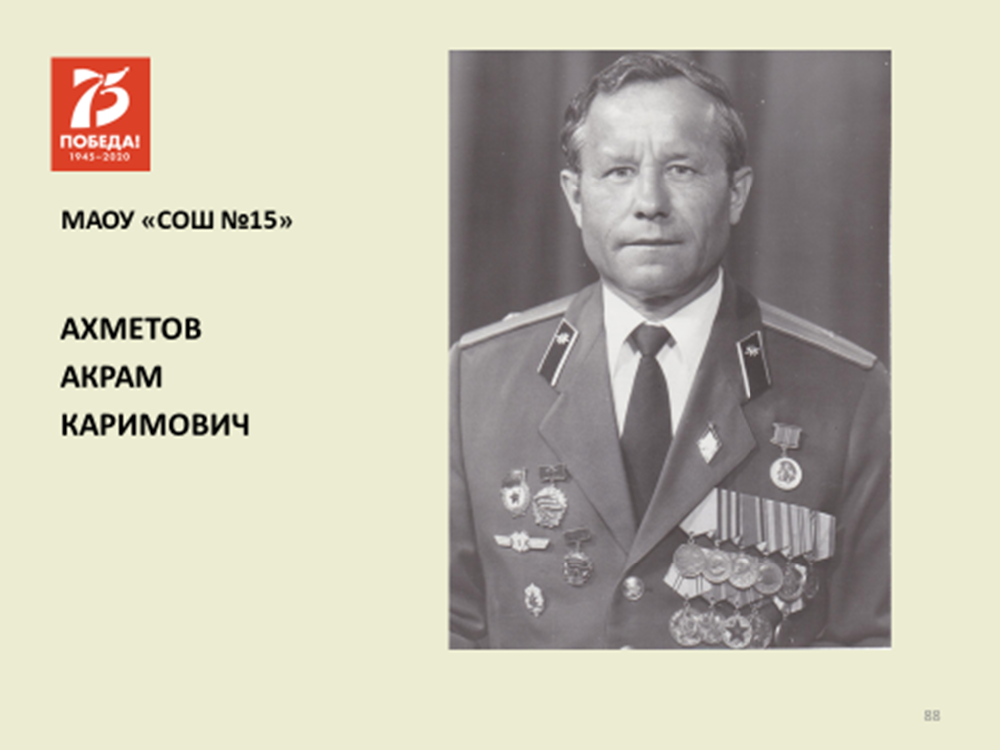 75
ПОБЕДА!
1945–2020
МАОУ «СОШ №15»
АХМЕТОВ
АКРАМ
КАРИМОВИЧ
88